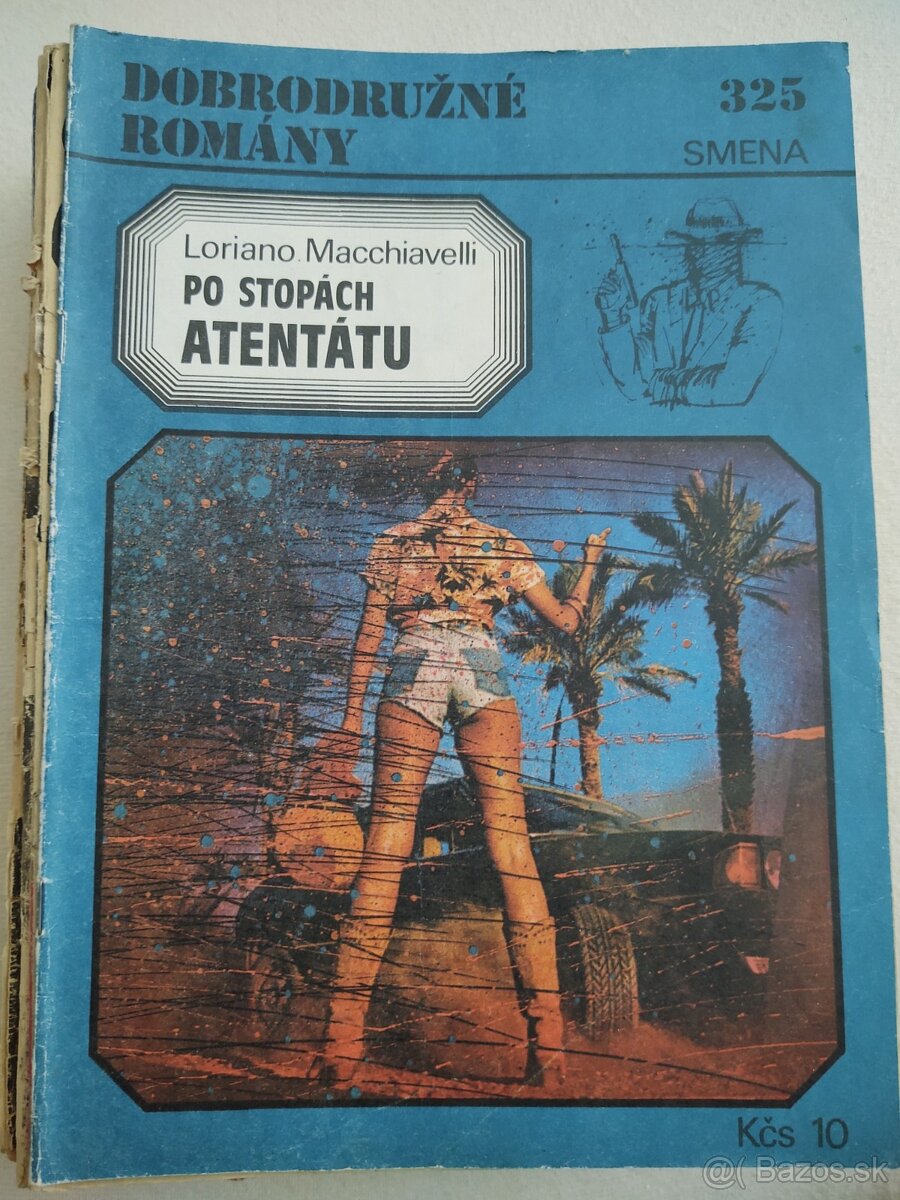 DOBRODRUŽNÉ
ROMÁNY
325
SMENA
Loriano Macchiavelli
PO STOPÁCH
ATENTÁTU
Kčs 10
@( Bazos.sk